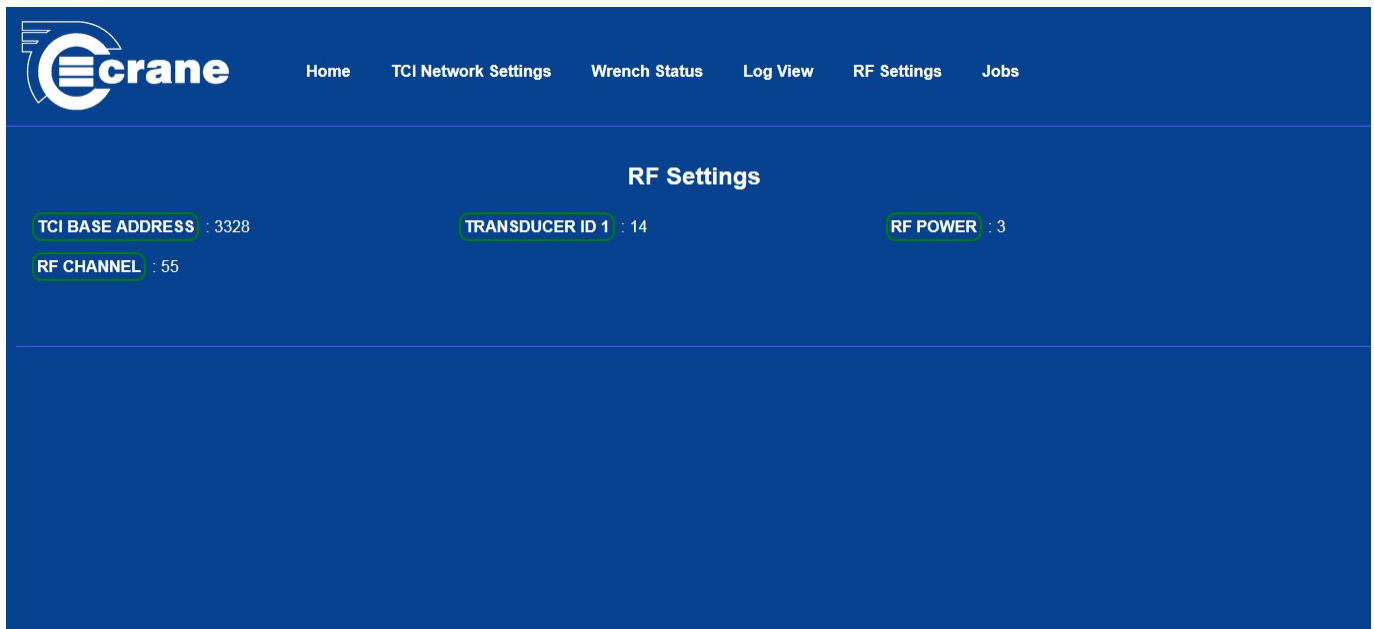 crane Home TCI Network Settings Wrench Status Log View RF Settings Jobs
RF Settings
TCI BASE ADDRESS : 3328 TRANSDUCER ID 1 : 14 RF POWER : 3
RF CHANNEL : 55